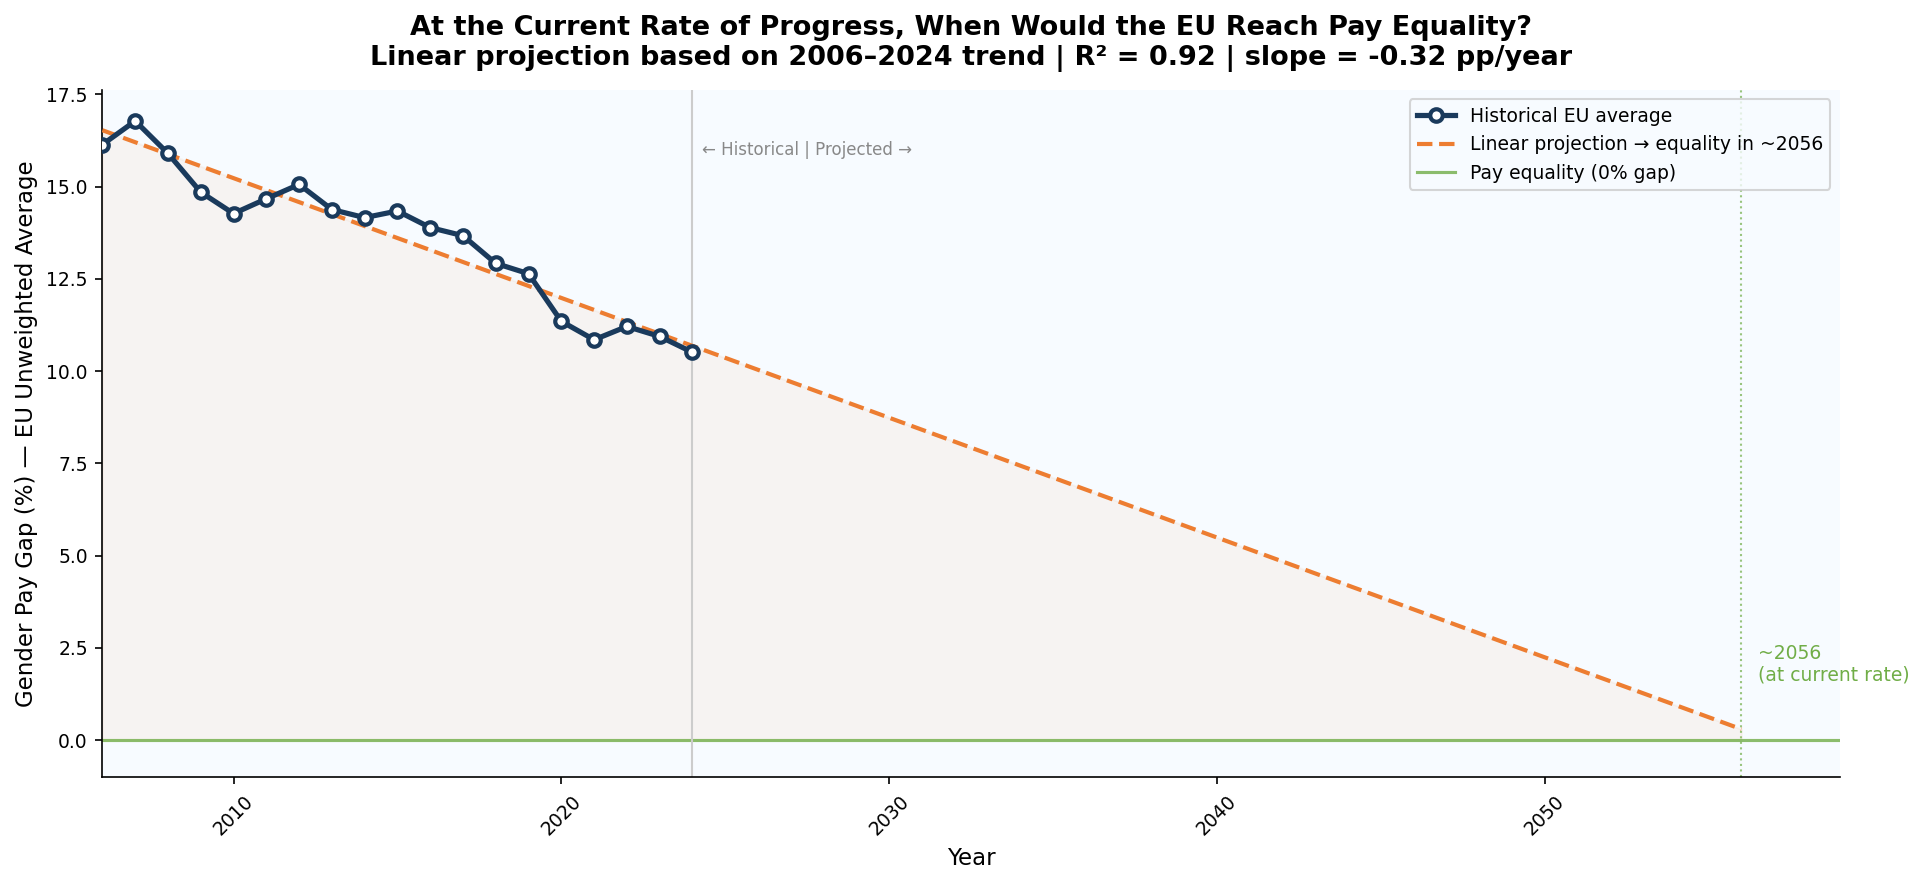 At the Current Rate of Progress, When Would the EU Reach Pay Equality?
Linear projection based on 2006–2024 trend | R² = 0.92 | slope = -0.32 pp/year
Gender Pay Gap (%) — EU Unweighted Average
17.5
15.0
12.5
10.0
7.5
5.0
2.5
0.0
← Historical | Projected →
Historical EU average
Linear projection → equality in ~2056
Pay equality (0% gap)
~2056
(at current rate)
2010
2020
2030
2040
2050
Year